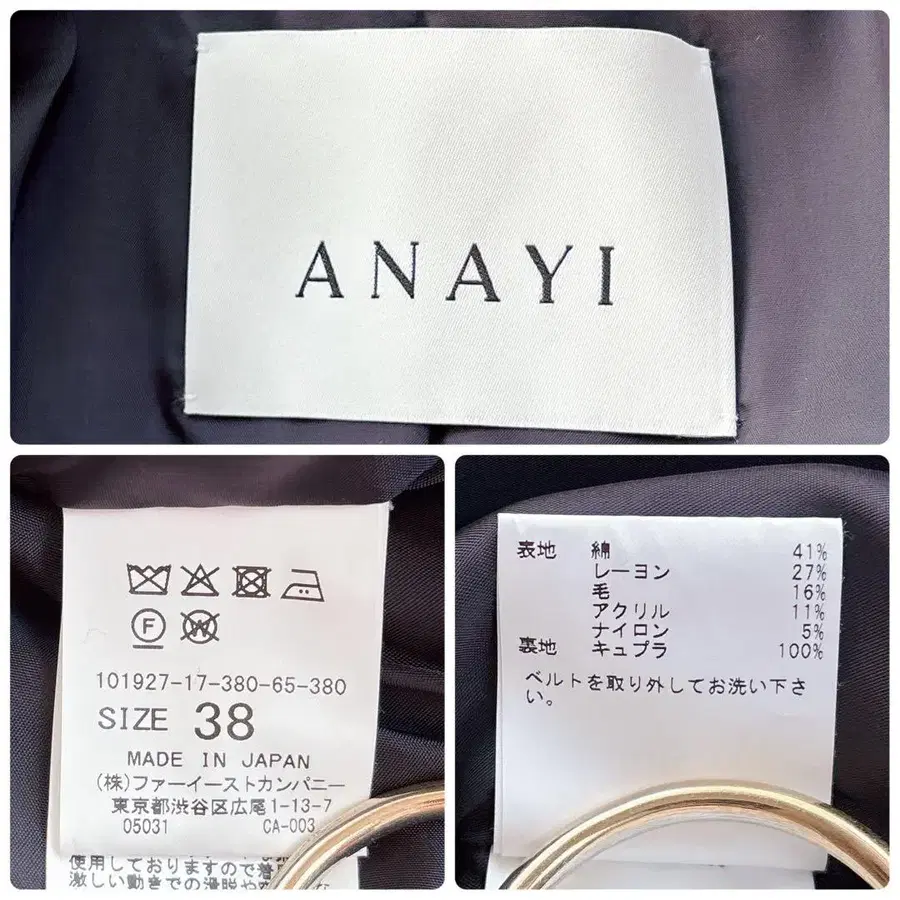 ANAYI
F W
101927-17-380-65-380
SIZE 38
MADE IN JAPAN
(株)ファーイーストカンパニー
東京都渋谷区広尾1-13-7
05031 CA-003
使用しておりますので着
激しい動きでの滑脱や
表地 綿 41%
レーヨン 27%
毛 16%
アクリル 11%
ナイロン 5%
裏地 キュプラ 100%
ベルトを取り外してお洗い下さ
い。